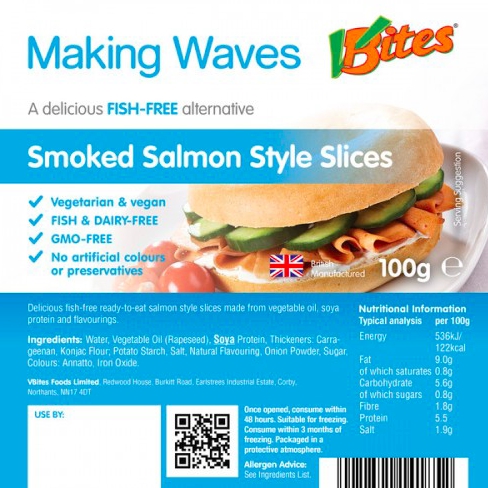 Making Waves
VBites®
A delicious FISH-FREE alternative
Smoked Salmon Style Slices
Vegetarian & vegan
FISH & DAIRY-FREE
GMO-FREE
No artificial colours
or preservatives
Serving Suggestion
British
Manufactured
100g ℮
Delicious fish-free ready-to-eat salmon style slices made from vegetable oil, soya
protein and flavourings.
Ingredients: Water, Vegetable Oil (Rapeseed), Soya Protein, Thickeners: Carra-
geenan, Konjac Flour; Potato Starch, Salt, Natural Flavouring, Onion Powder, Sugar,
Colours: Annatto, Iron Oxide.
VBites Foods Limited, Redwood House, Burkitt Road, Earlstrees Industrial Estate, Corby,
Northants, NN17 4DT
Nutritional Information
Typical analysis per 100g
Energy 536kJ/
122kcal
Fat 9.0g
of which saturates 0.8g
Carbohydrate 5.6g
of which sugars 0.8g
Fibre 1.8g
Protein 5.5
Salt 1.9g
USE BY:
Once opened, consume within
48 hours. Suitable for freezing.
Consume within 3 months of
freezing. Packaged in a
protective atmosphere.
Allergen Advice:
See Ingredients List.